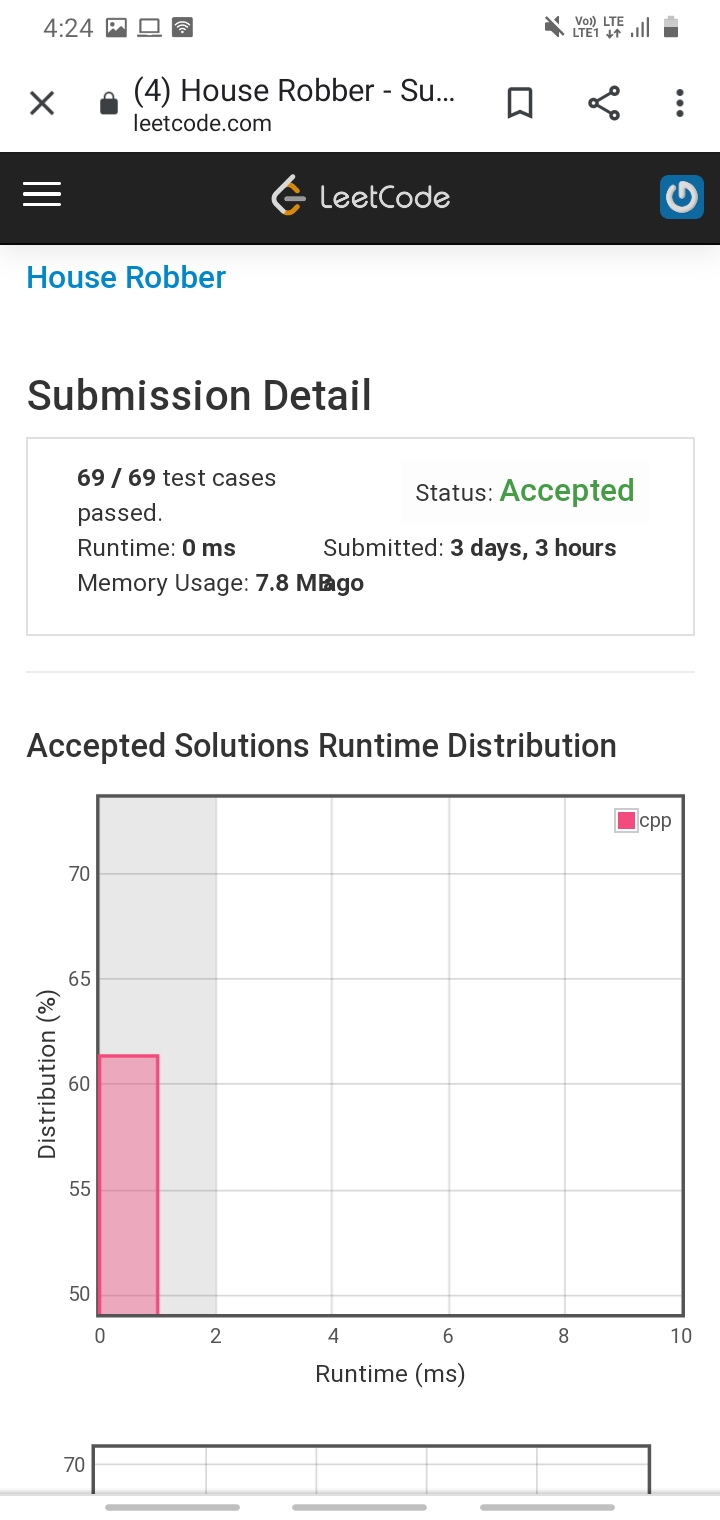 4:24
Vo)) LTE
LTE1
(4) House Robber - Su...
leetcode.com
LeetCode
House Robber
Submission Detail
69 / 69 test cases
passed.
Status: Accepted
Runtime: 0 ms
Submitted: 3 days, 3 hours
ago
Memory Usage: 7.8 MB
Accepted Solutions Runtime Distribution
cpp
70
65
60
55
50
Distribution (%)
0 2 4 6 8 10
Runtime (ms)
70